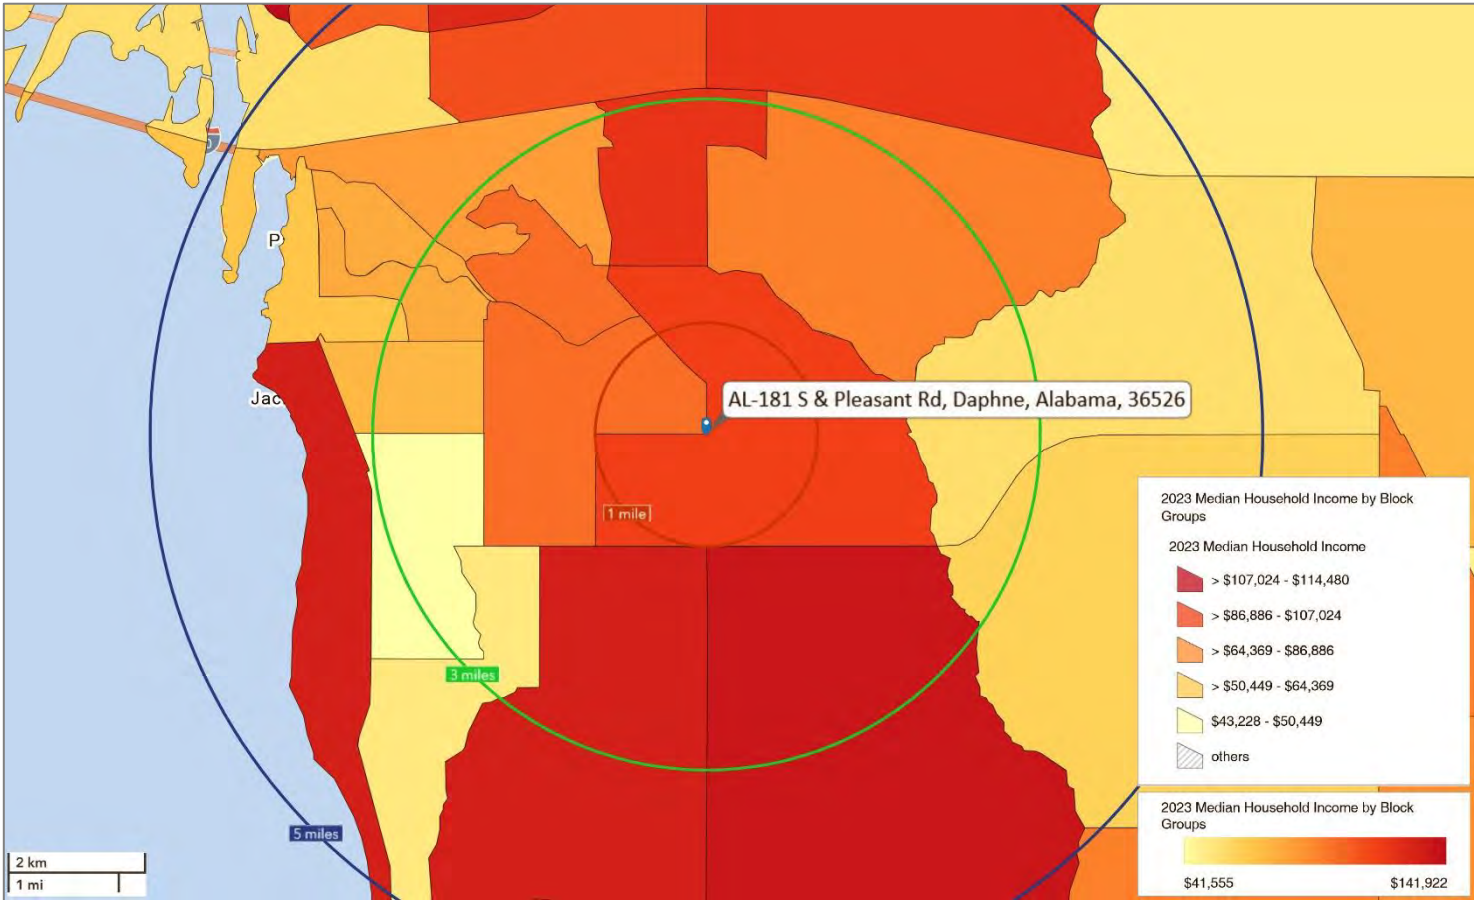 P
Jac
AL-181 S & Pleasant Rd, Daphne, Alabama, 36526
1 mile
3 miles
5 miles
2 km
1 mi
2023 Median Household Income by Block
Groups
2023 Median Household Income
> $107,024 - $114,480
> $86,886 - $107,024
> $64,369 - $86,886
> $50,449 - $64,369
$43,228 - $50,449
others
2023 Median Household Income by Block
Groups
$41,555
$141,922